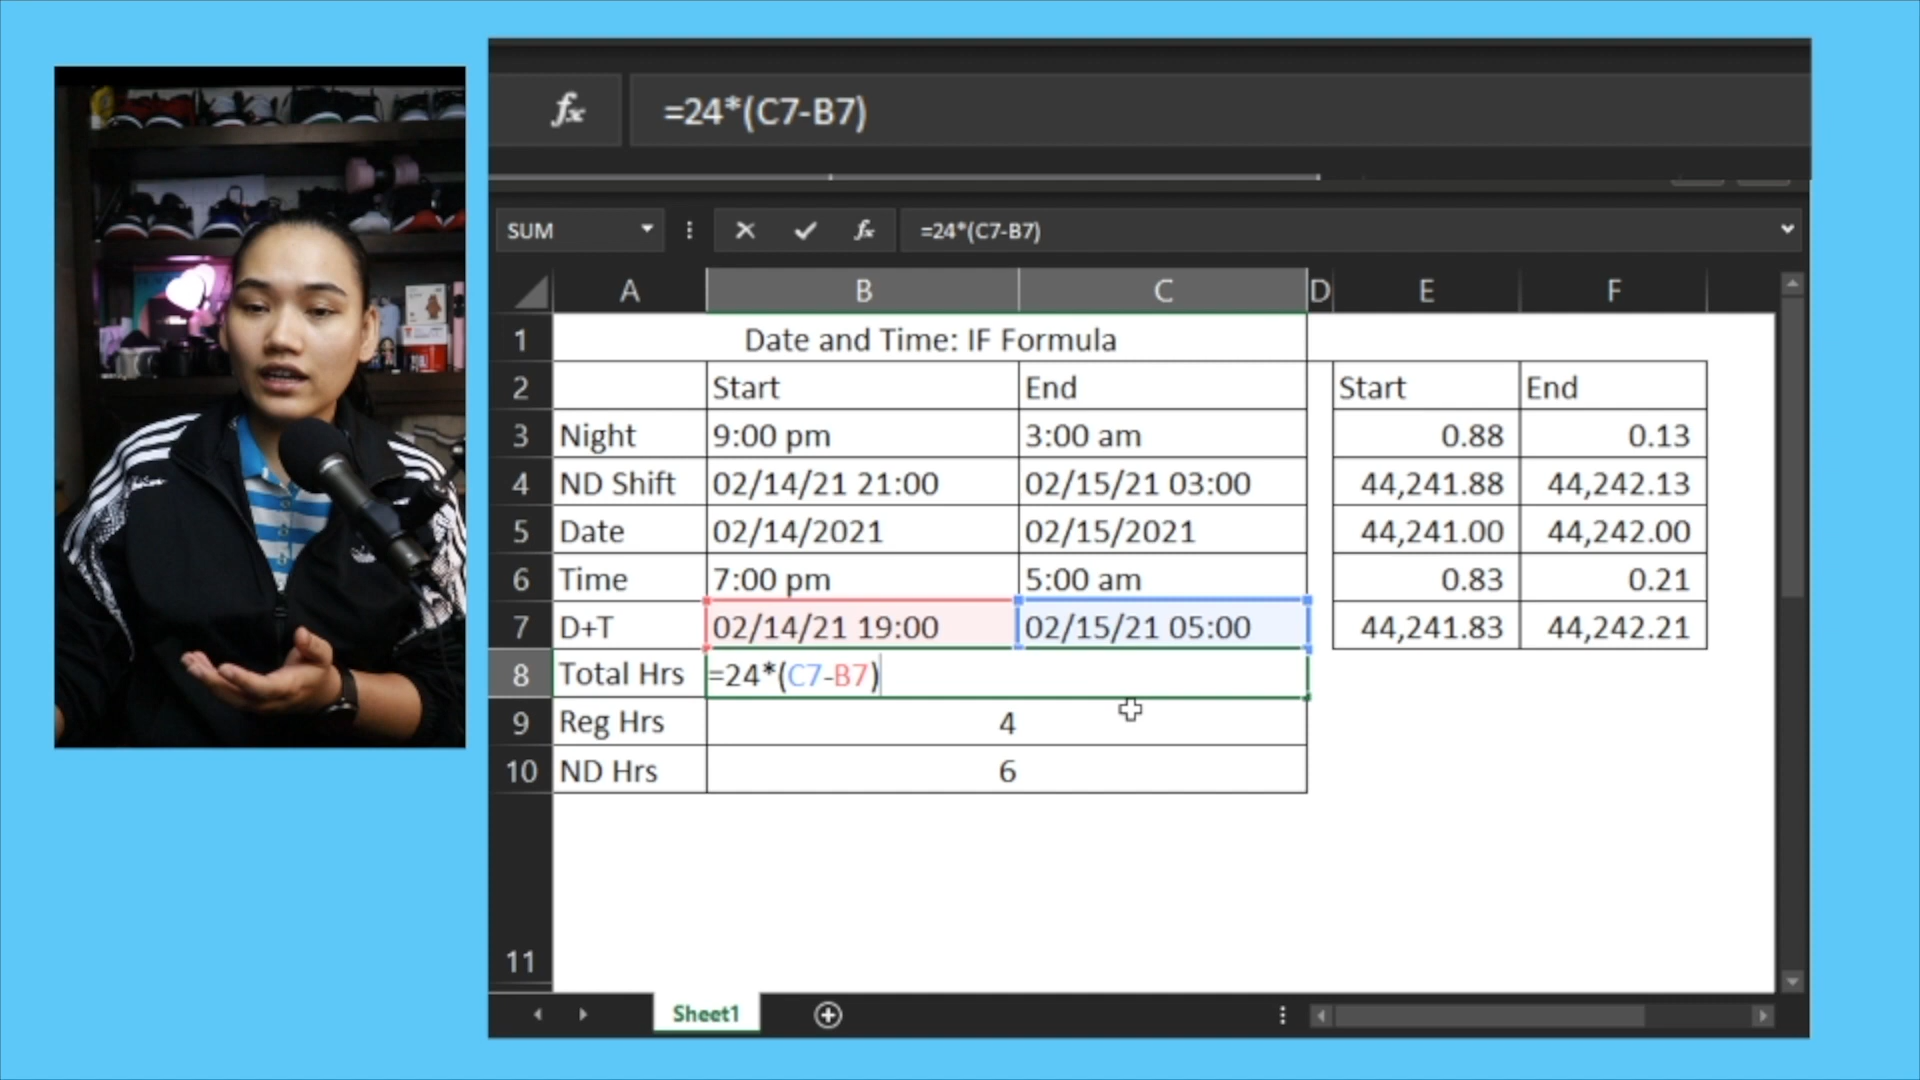 fx =24*(C7-B7)
SUM fx =24*(C7-B7)
A B C D E F
1 Date and Time: IF Formula
2 Start End Start End
3 Night 9:00 pm 3:00 am 0.88 0.13
4 ND Shift 02/14/21 21:00 02/15/21 03:00 44,241.88 44,242.13
5 Date 02/14/2021 02/15/2021 44,241.00 44,242.00
6 Time 7:00 pm 5:00 am 0.83 0.21
7 D+T 02/14/21 19:00 02/15/21 05:00 44,241.83 44,242.21
8 Total Hrs =24*(C7-B7)
9 Reg Hrs 4
10 ND Hrs 6
11
Sheet1